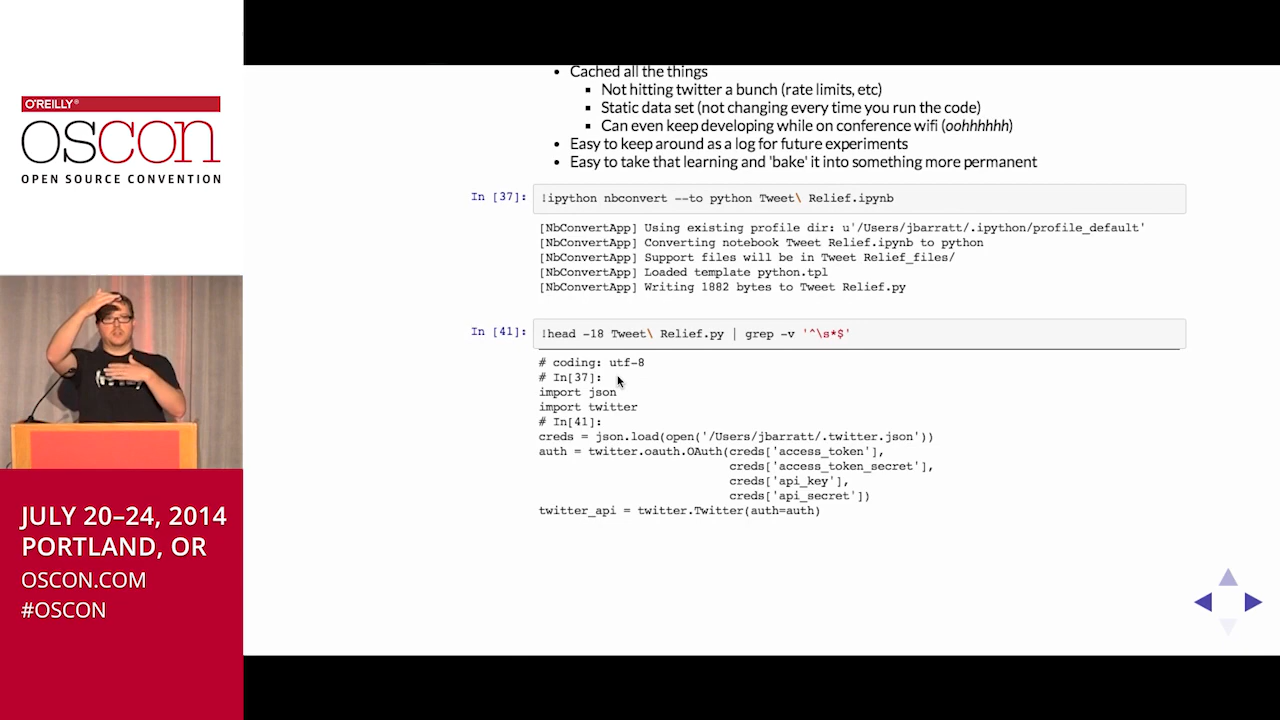 O'REILLY®
OSCON
OPEN SOURCE CONVENTION
JULY 20–24, 2014
PORTLAND, OR
OSCON.COM
#OSCON
• Cached all the things
▪ Not hitting twitter a bunch (rate limits, etc)
▪ Static data set (not changing every time you run the code)
▪ Can even keep developing while on conference wifi (oohhhhhh)
• Easy to keep around as a log for future experiments
• Easy to take that learning and 'bake' it into something more permanent
In [37]: !ipython nbconvert --to python Tweet\ Relief.ipynb
[NbConvertApp] Using existing profile dir: u'/Users/jbarratt/.ipython/profile_default'
[NbConvertApp] Converting notebook Tweet Relief.ipynb to python
[NbConvertApp] Support files will be in Tweet Relief_files/
[NbConvertApp] Loaded template python.tpl
[NbConvertApp] Writing 1882 bytes to Tweet Relief.py
In [41]: !head -18 Tweet\ Relief.py | grep -v '^\s*$'
# coding: utf-8
# In[37]:
import json
import twitter
# In[41]:
creds = json.load(open('/Users/jbarratt/.twitter.json'))
auth = twitter.oauth.OAuth(creds['access_token'],
creds['access_token_secret'],
creds['api_key'],
creds['api_secret'])
twitter_api = twitter.Twitter(auth=auth)